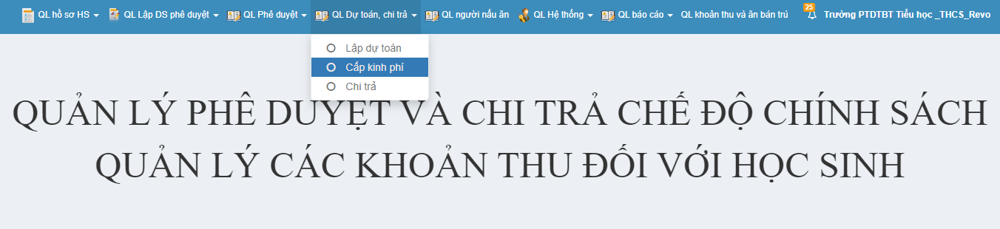 QL hồ sơ HS QL Lập DS phê duyệt QL Phê duyệt QL Dự toán, chi trả QL người nấu ăn QL Hệ thống QL báo cáo QL khoản thu và ăn bán trú 25 Trường PTDTBT Tiểu học _THCS_Revo
Lập dự toán
Cấp kinh phí
Chi trả
QUẢN LÝ PHÊ DUYỆT VÀ CHI TRẢ CHẾ ĐỘ CHÍNH SÁCH
QUẢN LÝ CÁC KHOẢN THU ĐỐI VỚI HỌC SINH